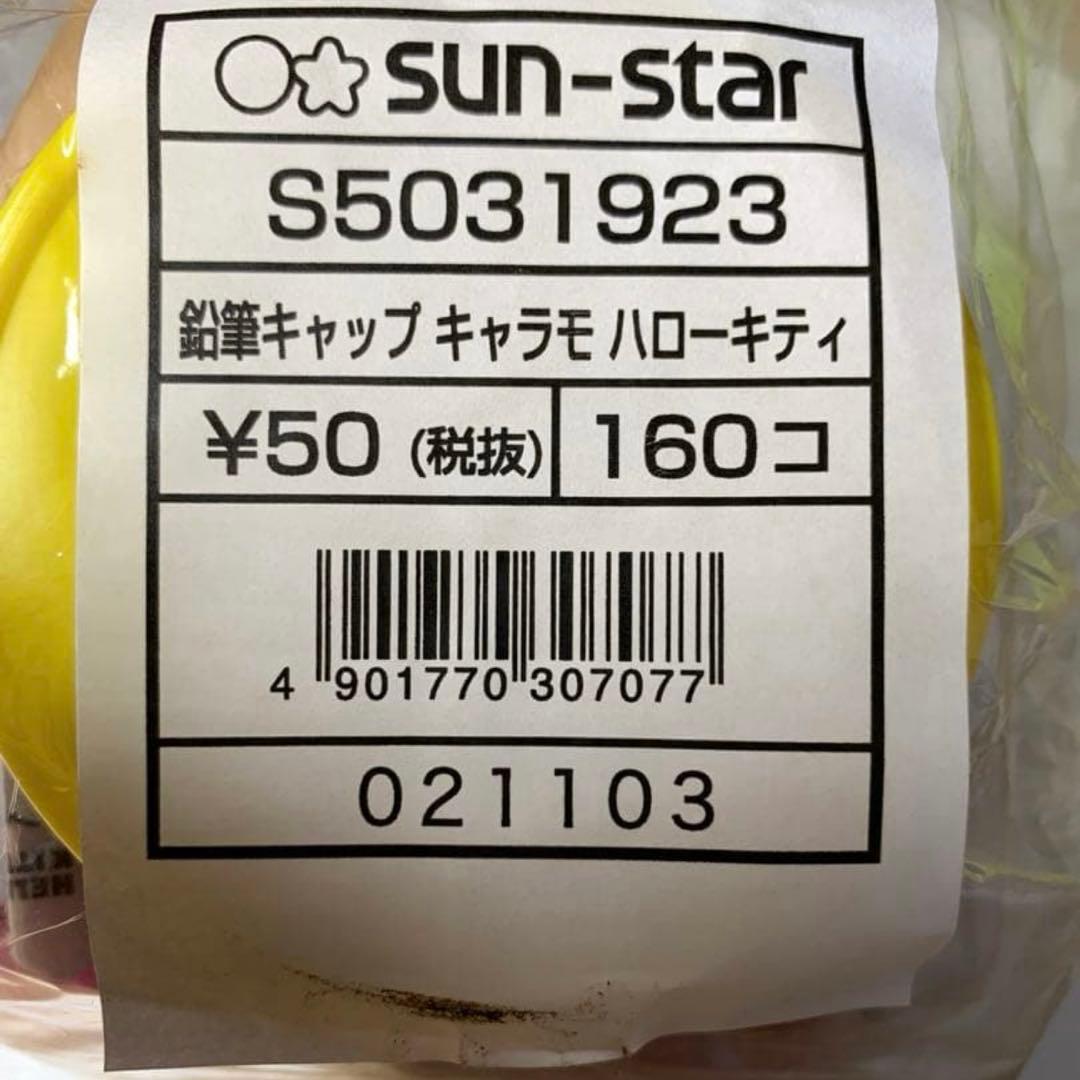 sun-star
S5031923
鉛筆キャップ キャラモ ハローキティ
¥50 (税抜) 160コ
4 901770 307077
021103